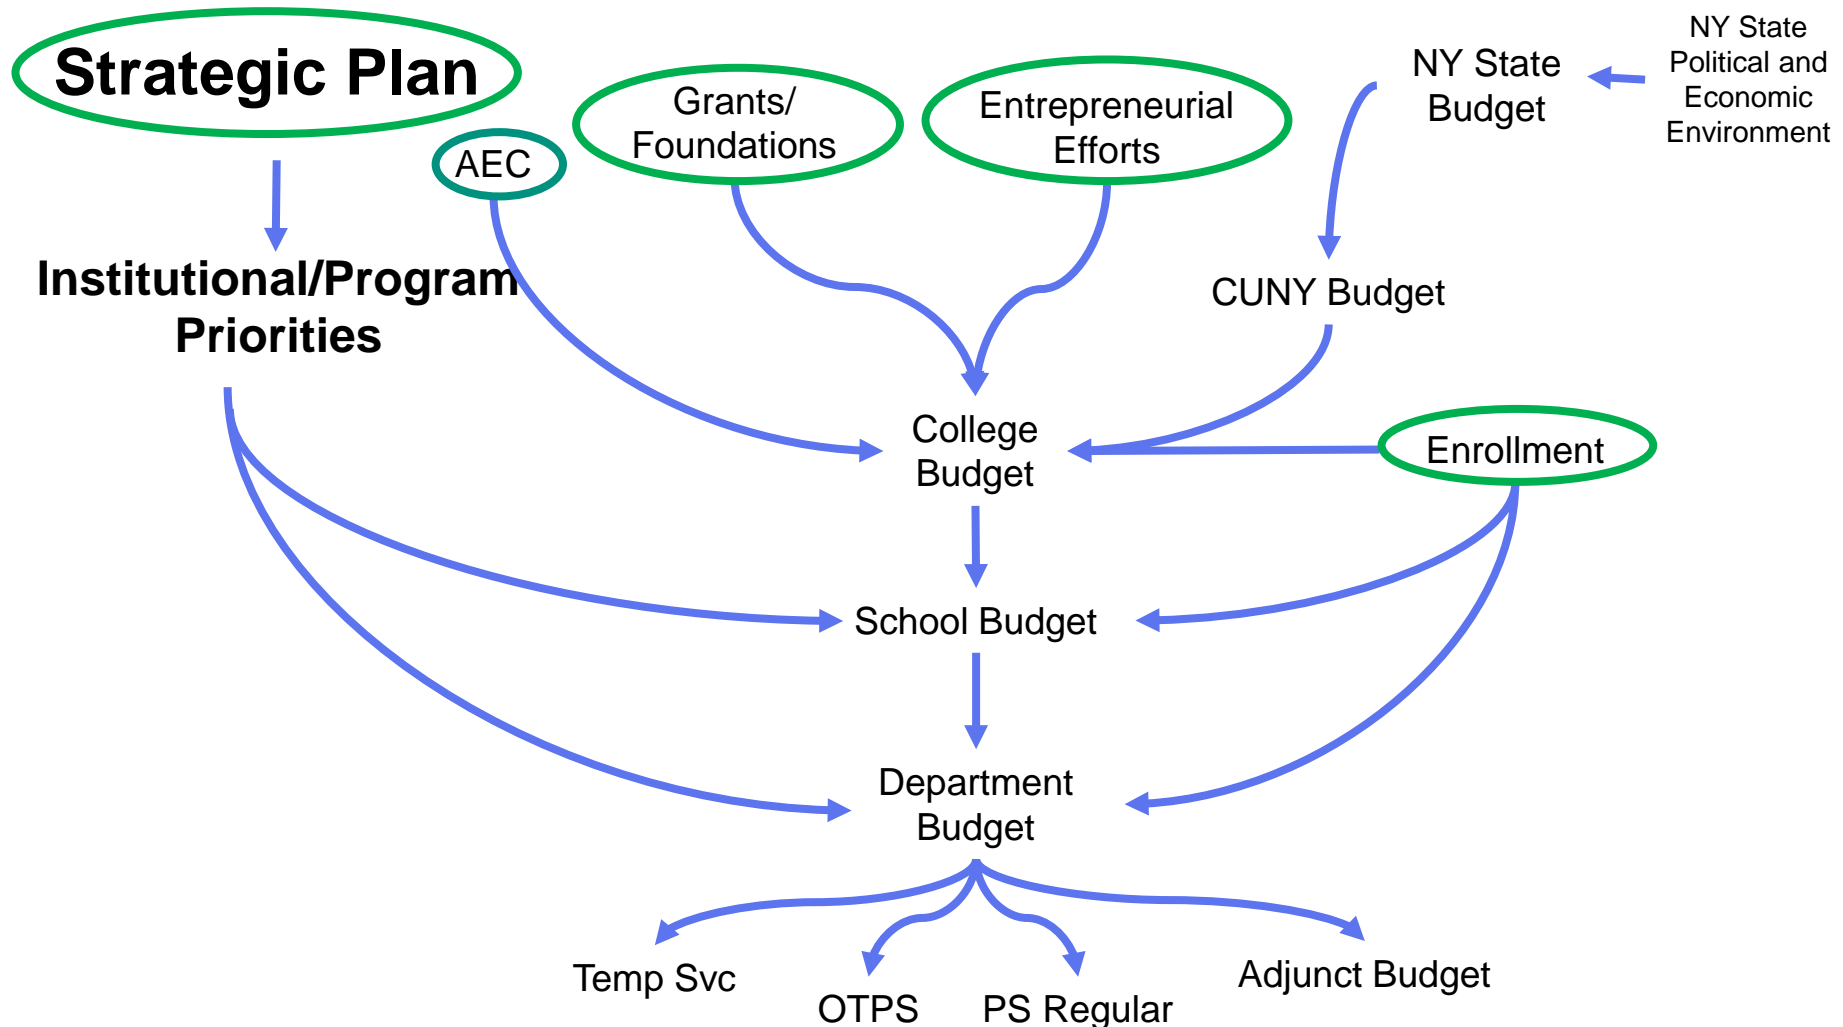 Strategic Plan
AEC
Grants/
Foundations
Entrepreneurial
Efforts
NY State
Budget
NY State
Political and
Economic
Environment
Institutional/Program
Priorities
CUNY Budget
College
Budget
Enrollment
School Budget
Department
Budget
Temp Svc
OTPS
PS Regular
Adjunct Budget